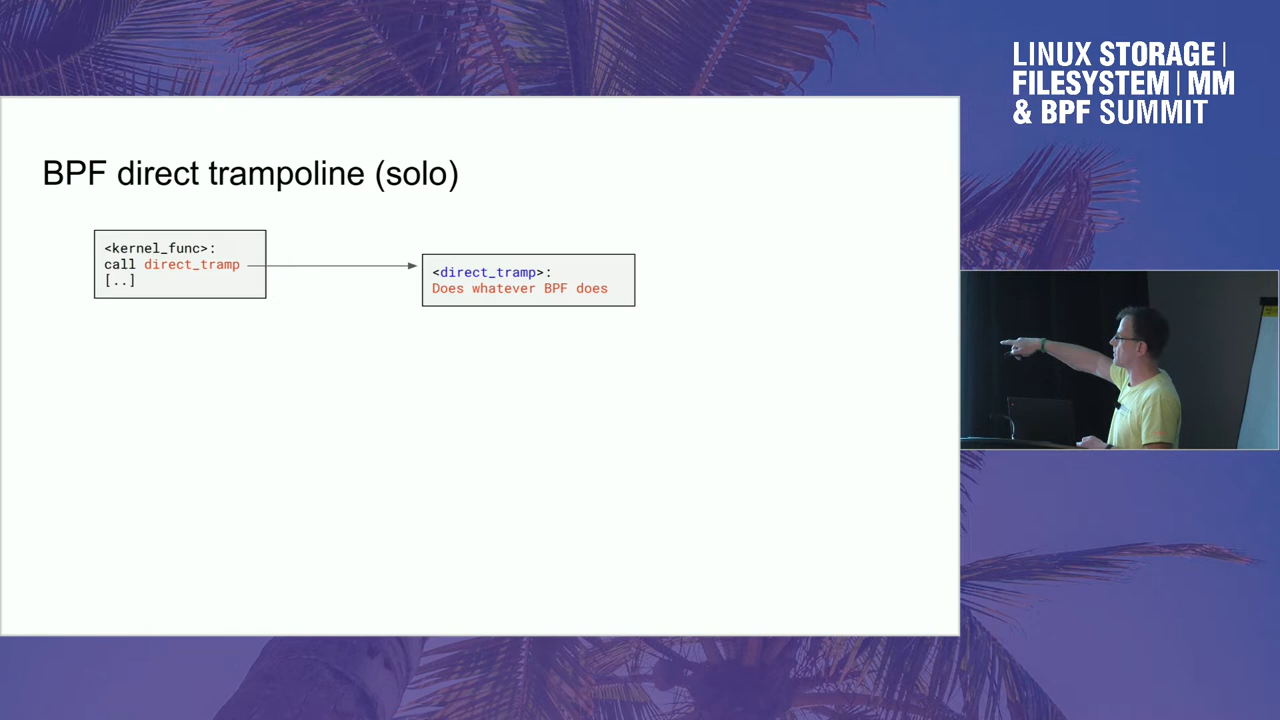 LINUX STORAGE |
FILESYSTEM | MM
& BPF SUMMIT
BPF direct trampoline (solo)
<kernel_func>:
call direct_tramp
[..]
<direct_tramp>:
Does whatever BPF does